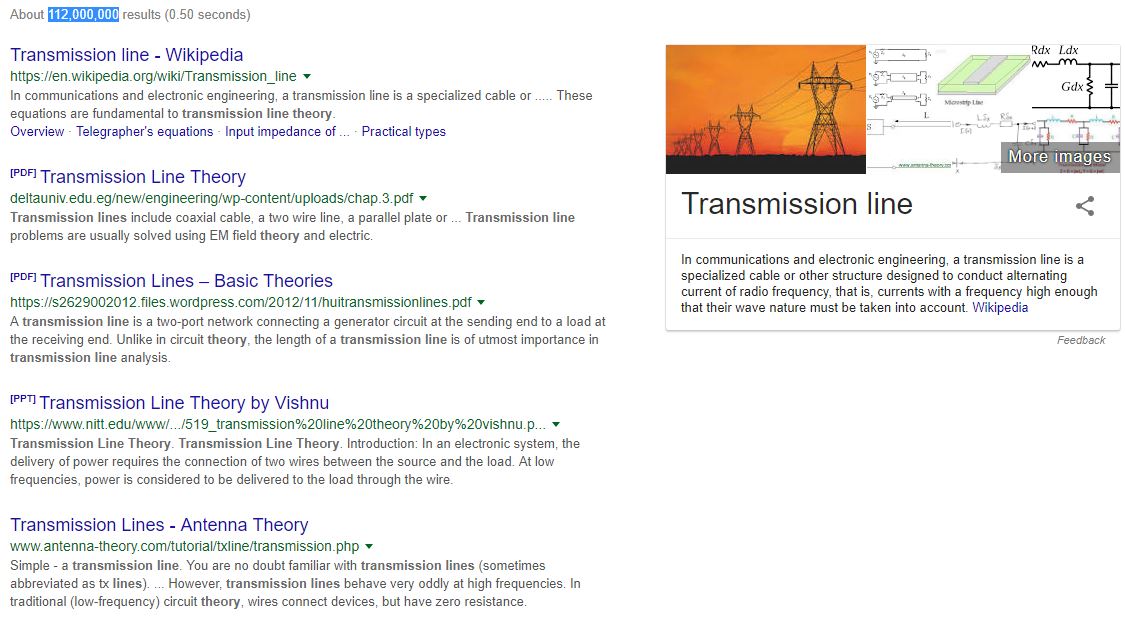 About 112,000,000 results (0.50 seconds)
Transmission line - Wikipedia
https://en.wikipedia.org/wiki/Transmission_line
In communications and electronic engineering, a transmission line is a specialized cable or ..... These
equations are fundamental to transmission line theory.
Overview · Telegrapher's equations · Input impedance of ... · Practical types
[PDF] Transmission Line Theory
deltauniv.edu.eg/new/engineering/wp-content/uploads/chap.3.pdf
Transmission lines include coaxial cable, a two wire line, a parallel plate or ... Transmission line
problems are usually solved using EM field theory and electric.
[PDF] Transmission Lines – Basic Theories
https://s2629002012.files.wordpress.com/2012/11/huitransmissionlines.pdf
A transmission line is a two-port network connecting a generator circuit at the sending end to a load at
the receiving end. Unlike in circuit theory, the length of a transmission line is of utmost importance in
transmission line analysis.
[PPT] Transmission Line Theory by Vishnu
https://www.nitt.edu/www/.../519_transmission%20line%20theory%20by%20vishnu.p...
Transmission Line Theory. Transmission Line Theory. Introduction: In an electronic system, the
delivery of power requires the connection of two wires between the source and the load. At low
frequencies, power is considered to be delivered to the load through the wire.
Transmission Lines - Antenna Theory
www.antenna-theory.com/tutorial/txline/transmission.php
Simple - a transmission line. You are no doubt familiar with transmission lines (sometimes
abbreviated as tx lines). ... However, transmission lines behave very oddly at high frequencies. In
traditional (low-frequency) circuit theory, wires connect devices, but have zero resistance.
Microstrip Line
Rdx Ldx
Gdx
L
S
www.antenna-theory.co
More images
Transmission line
In communications and electronic engineering, a transmission line is a
specialized cable or other structure designed to conduct alternating
current of radio frequency, that is, currents with a frequency high enough
that their wave nature must be taken into account. Wikipedia
Feedback